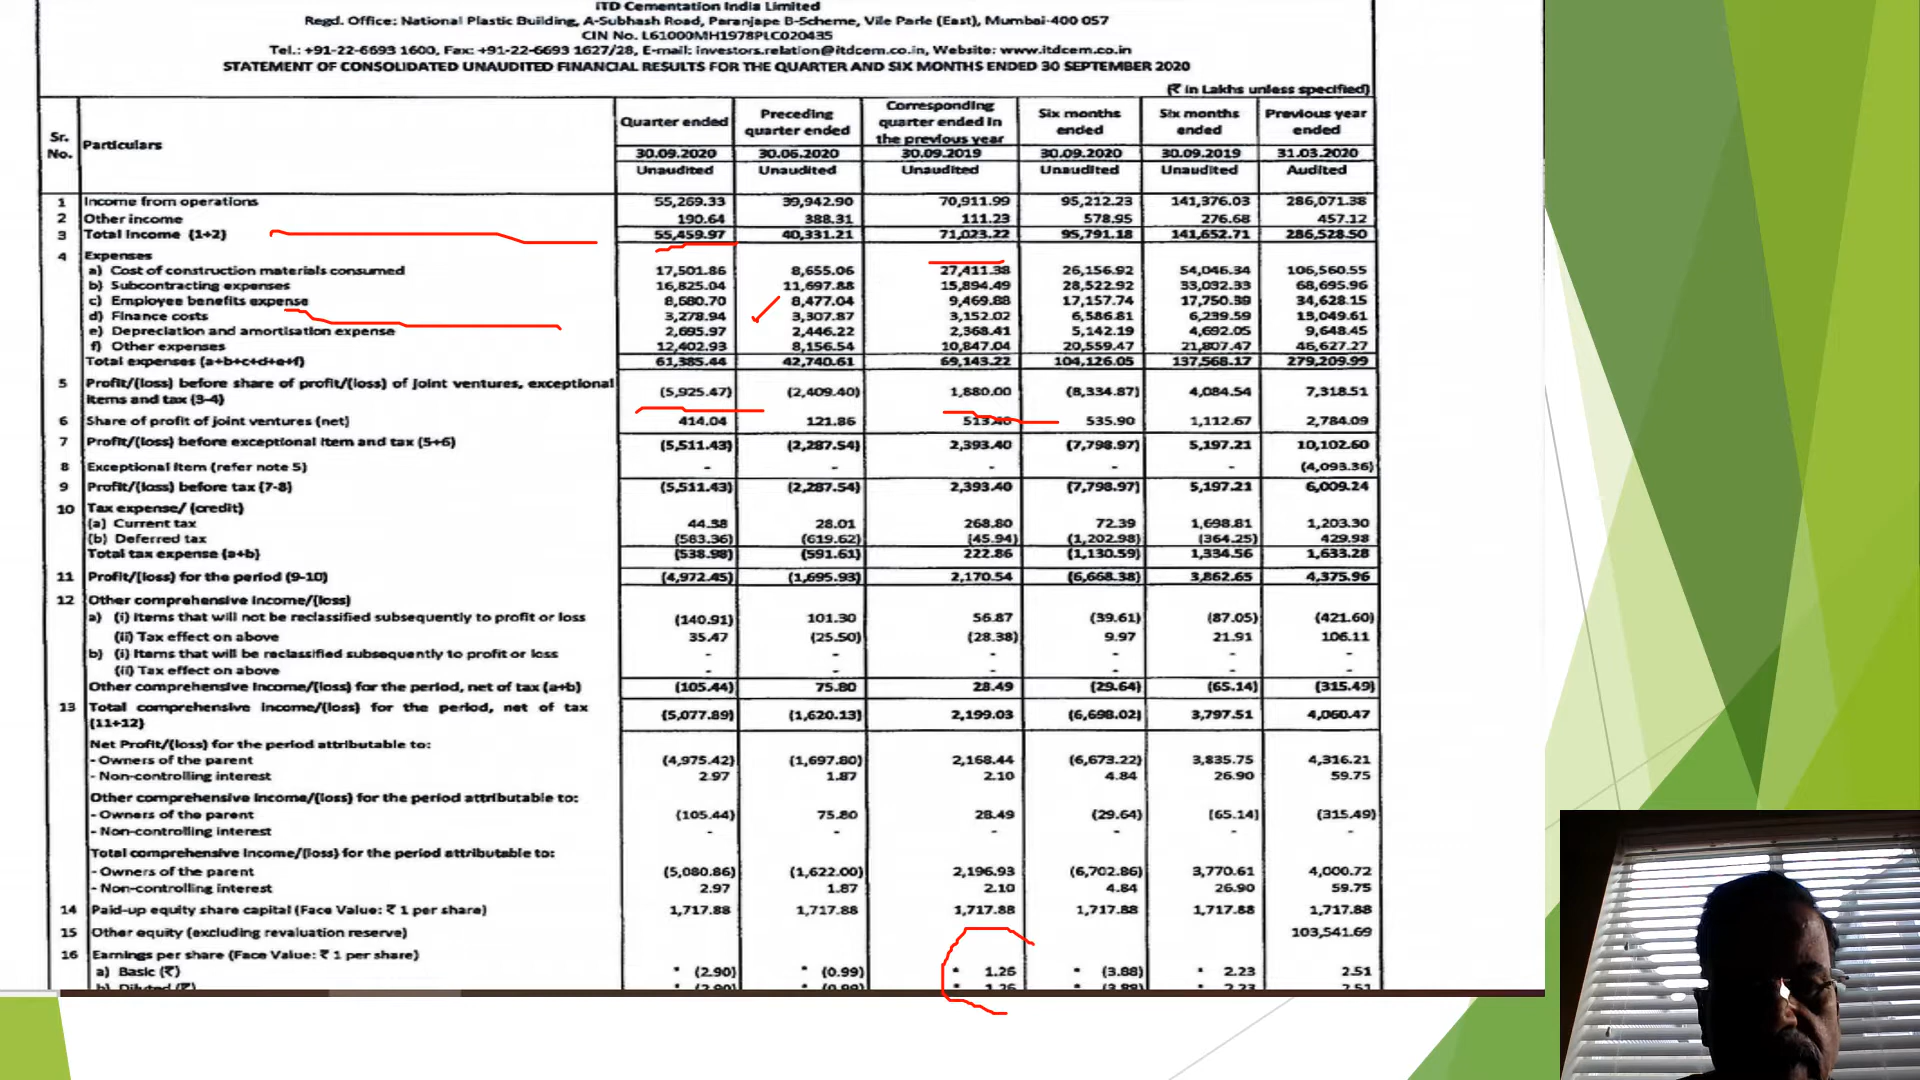 ITD Cementation India Limited
Regd. Office: National Plastic Building, A-Subhash Road, Paranjape B-Scheme, Vile Parle (East), Mumbai-400 057
CIN No. L61000MH1978PLC020435
Tel.: +91-22-6693 1600, Fax: +91-22-6693 1627/28, E-mail: investors.relation@itdcem.co.in, Website: www.itdcem.co.in
STATEMENT OF CONSOLIDATED UNAUDITED FINANCIAL RESULTS FOR THE QUARTER AND SIX MONTHS ENDED 30 SEPTEMBER 2020
(₹ in Lakhs unless specified)
Sr. No. Particulars Quarter ended Preceding quarter ended Corresponding quarter ended in the previous year Six months ended Six months ended Previous year ended
30.09.2020 30.06.2020 30.09.2019 30.09.2020 30.09.2019 31.03.2020
Unaudited Unaudited Unaudited Unaudited Unaudited Audited
1 Income from operations 55,269.33 39,942.90 70,911.99 95,212.23 141,376.03 286,071.38
2 Other income 190.64 388.31 111.23 578.95 276.68 457.12
3 Total Income (1+2) 55,459.97 40,331.21 71,023.22 95,791.18 141,652.71 286,528.50
4 Expenses
a) Cost of construction materials consumed 17,501.86 8,655.06 27,411.38 26,156.92 54,046.34 106,560.55
b) Subcontracting expenses 16,825.04 11,697.88 15,894.49 28,522.92 33,032.33 68,695.96
c) Employee benefits expense 8,680.70 8,477.04 9,469.88 17,157.74 17,750.39 34,628.15
d) Finance costs 3,278.94 3,307.87 3,152.02 6,586.81 6,239.59 13,049.61
e) Depreciation and amortisation expense 2,695.97 2,446.22 2,368.41 5,142.19 4,692.05 9,648.45
f) Other expenses 12,402.93 8,156.54 10,847.04 20,559.47 21,807.47 46,627.27
Total expenses (a+b+c+d+e+f) 61,385.44 42,740.61 69,143.22 104,126.05 137,568.17 279,209.99
5 Profit/(loss) before share of profit/(loss) of joint ventures, exceptional
items and tax (3-4) (5,925.47) (2,409.40) 1,880.00 (8,334.87) 4,084.54 7,318.51
6 Share of profit of joint ventures (net) 414.04 121.86 513.40 535.90 1,112.67 2,784.09
7 Profit/(loss) before exceptional item and tax (5+6) (5,511.43) (2,287.54) 2,393.40 (7,798.97) 5,197.21 10,102.60
8 Exceptional item (refer note 5) - - - - - (4,093.36)
9 Profit/(loss) before tax (7-8) (5,511.43) (2,287.54) 2,393.40 (7,798.97) 5,197.21 6,009.24
10 Tax expense/ (credit)
(a) Current tax 44.38 28.01 268.80 72.39 1,698.81 1,203.30
(b) Deferred tax (583.36) (619.62) (45.94) (1,202.98) (364.25) 429.98
Total tax expense (a+b) (538.98) (591.61) 222.86 (1,130.59) 1,334.56 1,633.28
11 Profit/(loss) for the period (9-10) (4,972.45) (1,695.93) 2,170.54 (6,668.38) 3,862.65 4,375.96
12 Other comprehensive income/(loss)
a) (i) Items that will not be reclassified subsequently to profit or loss (140.91) 101.30 56.87 (39.61) (87.05) (421.60)
(ii) Tax effect on above 35.47 (25.50) (28.38) 9.97 21.91 106.11
b) (i) Items that will be reclassified subsequently to profit or loss - - - - - -
(ii) Tax effect on above - - - - - -
Other comprehensive income/(loss) for the period, net of tax (a+b) (105.44) 75.80 28.49 (29.64) (65.14) (315.49)
13 Total comprehensive income/(loss) for the period, net of tax
(11+12) (5,077.89) (1,620.13) 2,199.03 (6,698.02) 3,797.51 4,060.47
Net Profit/(loss) for the period attributable to:
- Owners of the parent (4,975.42) (1,697.80) 2,168.44 (6,673.22) 3,835.75 4,316.21
- Non-controlling interest 2.97 1.87 2.10 4.84 26.90 59.75
Other comprehensive income/(loss) for the period attributable to:
- Owners of the parent (105.44) 75.80 28.49 (29.64) (65.14) (315.49)
- Non-controlling interest - - - - - -
Total comprehensive income/(loss) for the period attributable to:
- Owners of the parent (5,080.86) (1,622.00) 2,196.93 (6,702.86) 3,770.61 4,000.72
- Non-controlling interest 2.97 1.87 2.10 4.84 26.90 59.75
14 Paid-up equity share capital (Face Value: ₹ 1 per share) 1,717.88 1,717.88 1,717.88 1,717.88 1,717.88 1,717.88
15 Other equity (excluding revaluation reserve) 103,541.69
16 Earnings per share (Face Value: ₹ 1 per share)
a) Basic (₹) * (2.90) * (0.99) * 1.26 * (3.88) * 2.23 2.51
b) Diluted (₹) * (2.90) * (0.99) * 1.26 * (3.88) * 2.23 2.51